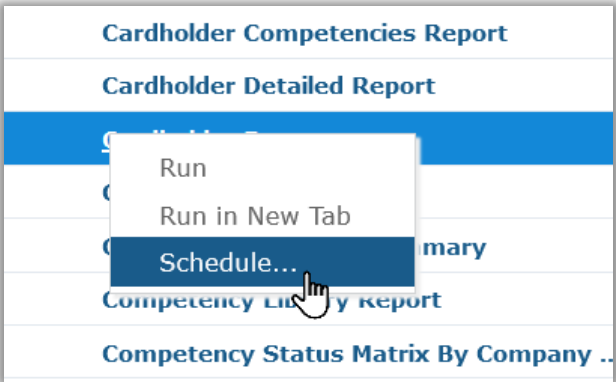 Cardholder Competencies Report
Cardholder Detailed Report
Run
Run in New Tab
Schedule...
mary
Competency Library Report
Competency Status Matrix By Company ..